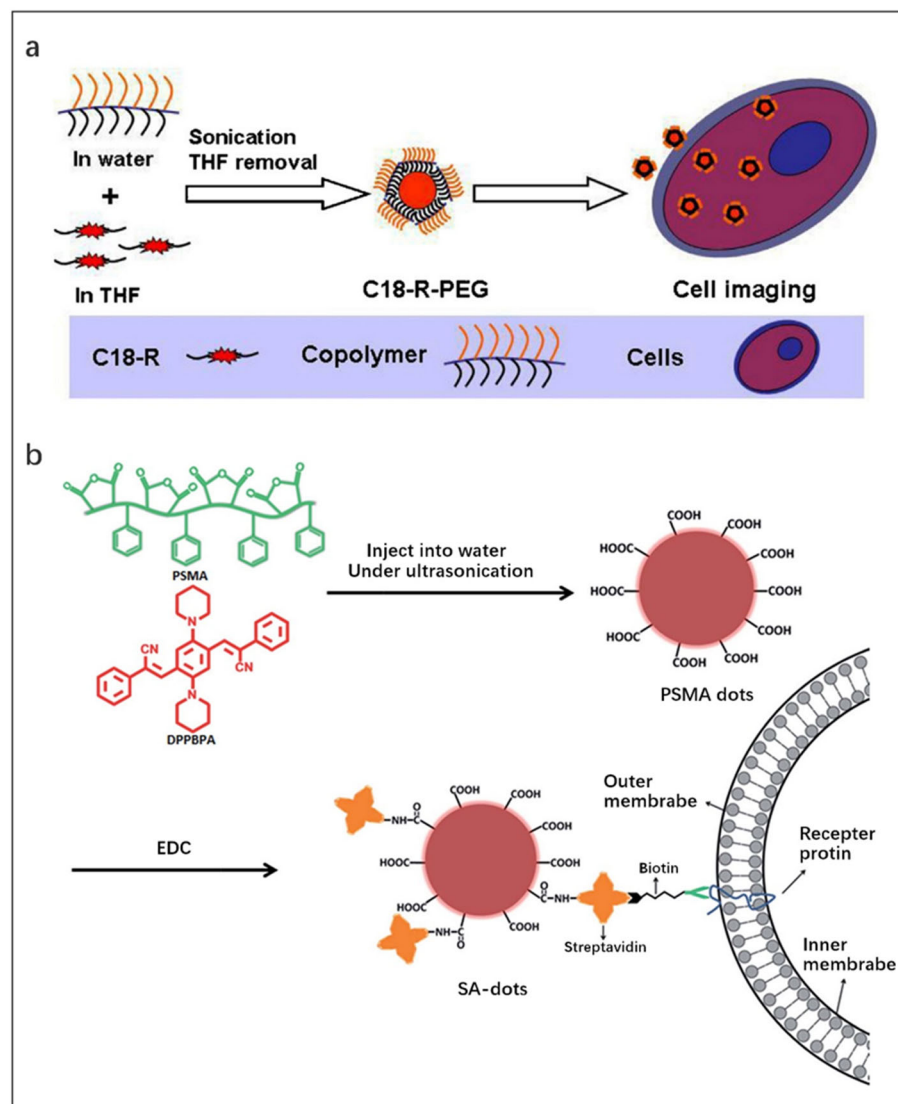 a
In water
+
In THF
Sonication
THF removal
C18-R-PEG
Cell imaging
C18-R
Copolymer
Cells
b
O O O O O O O O O O O O
PSMA
N
CN
CN
N
DPPBPA
Inject into water
Under ultrasonication
COOH
COOH
COOH
COOH
COOH
COOH
COOH
COOH
HOOC
HOOC
HOOC
HOOC
PSMA dots
EDC
COOH
COOH
COOH
COOH
COOH
HOOC
HOOC
NH-C
O
NH-C
O
C-NH
O
Streptavidin
Biotin
SA-dots
Outer
membrabe
Recepter
protin
Inner
membrabe